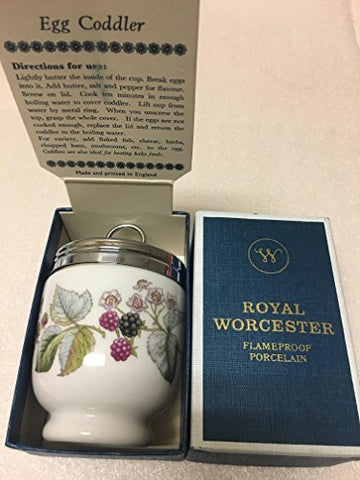 Egg Coddler
Directions for use:
Lightly butter the inside of the cup. Break eggs
into it, Add butter, salt and pepper for flavour.
Screw on lid. Cook ten minutes in enough
boiling water to cover coddler. Lift cup from
water by metal ring. When you unscrew the
top, grasp the whole cover. If the eggs are not
cooked enough, replace the lid and return the
coddler to the boiling water.
For variety, add flaked fish, cheese, herbs,
chopped ham, mushrooms, etc., to the egg.
Coddlers are also ideal for heating baby foods.
Made and printed in England
W
ROYAL
WORCESTER
FLAMEPROOF
PORCELAIN